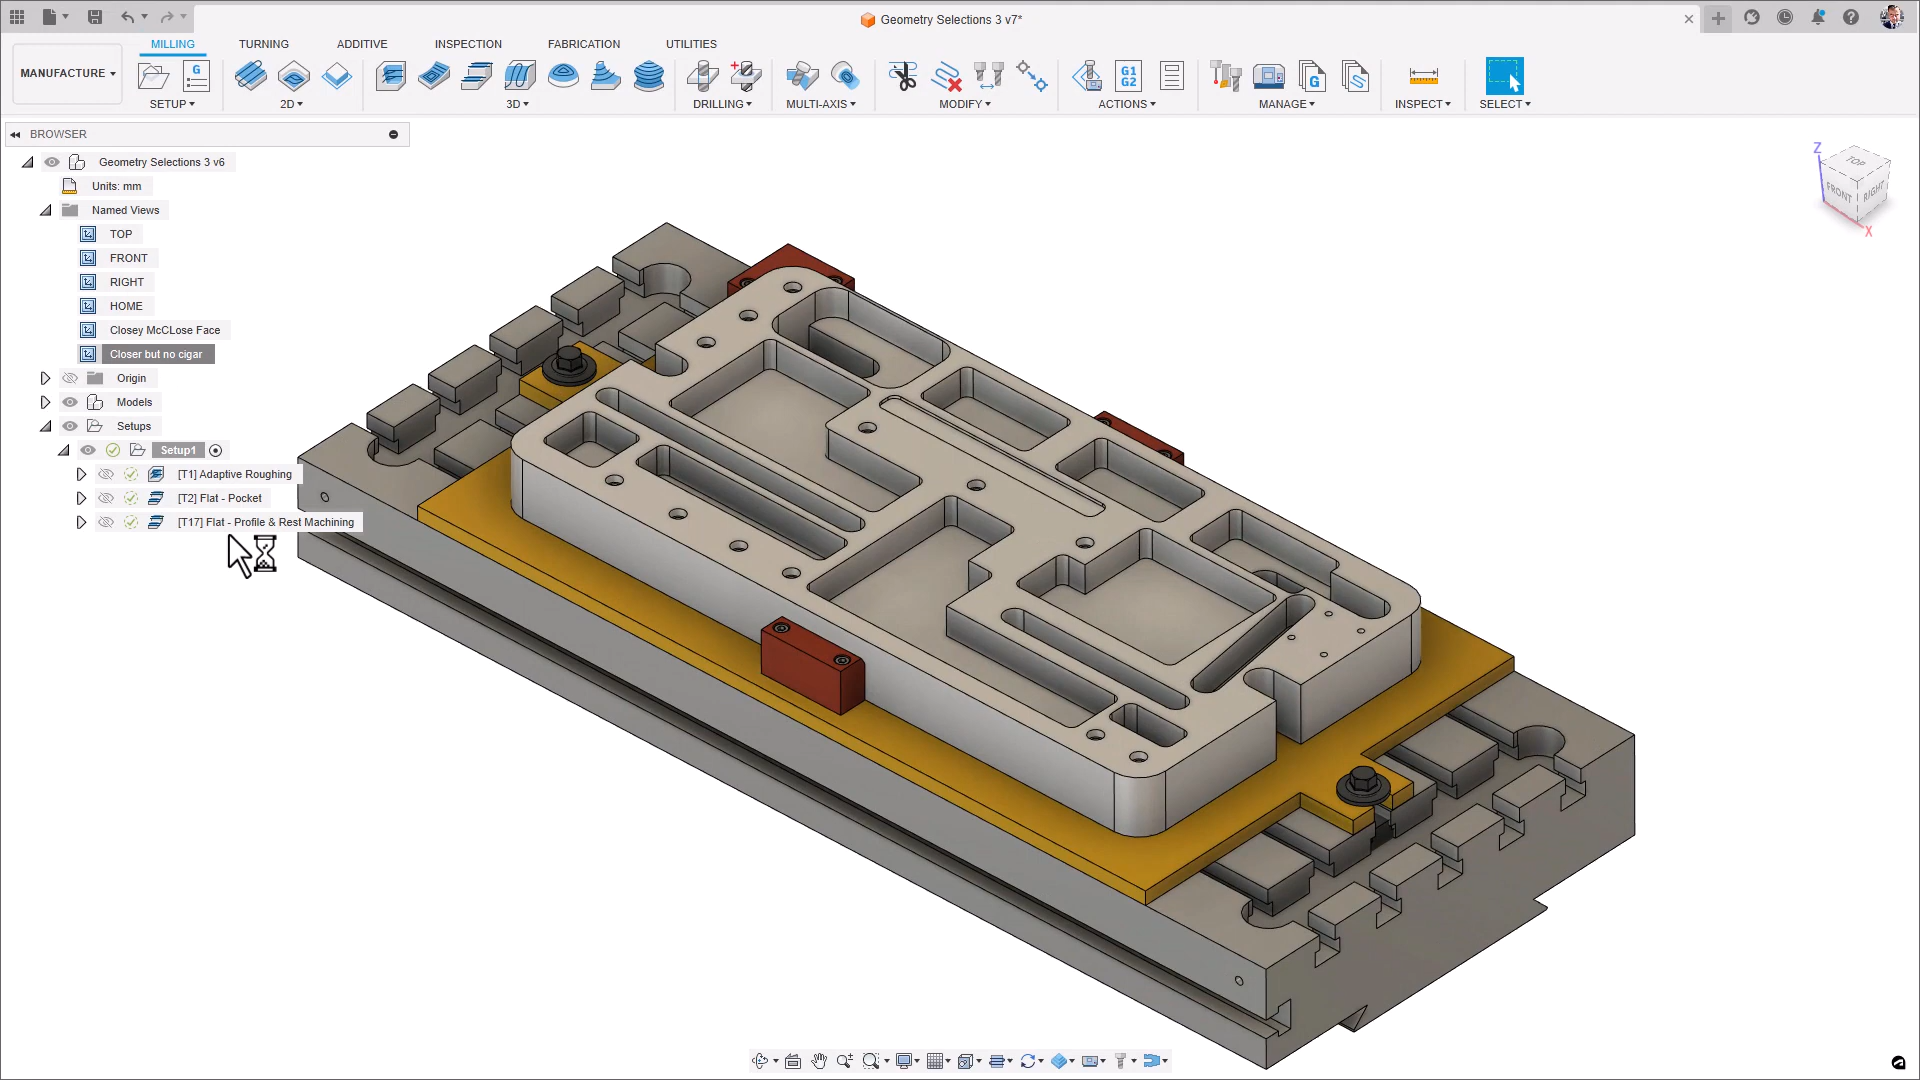 Geometry Selections 3 v7*
MILLING TURNING ADDITIVE INSPECTION FABRICATION UTILITIES
MANUFACTURE
G
G1
G2
G
SETUP 2D 3D DRILLING MULTI-AXIS MODIFY ACTIONS MANAGE INSPECT SELECT
BROWSER
Geometry Selections 3 v6
Units: mm
Named Views
TOP
FRONT
RIGHT
HOME
Closey McCLose Face
Closer but no cigar
Origin
Models
Setups
Setup1
[T1] Adaptive Roughing
[T2] Flat - Pocket
[T17] Flat - Profile & Rest Machining
Z
TOP
FRONT
RIGHT
X